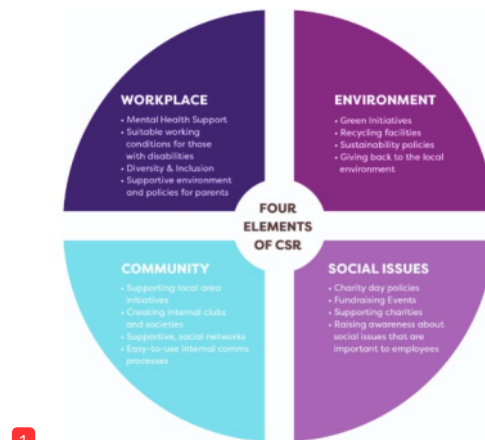 WORKPLACE
• Mental Health Support
• Suitable working
conditions for those
with disabilities
• Diversity & Inclusion
• Supportive environment
and policies for parents
ENVIRONMENT
• Green Initiatives
• Recycling facilities
• Sustainability policies
• Giving back to the local
environment
FOUR
ELEMENTS
OF CSR
COMMUNITY
• Supporting local area
initiatives
• Creating internal clubs
and societies
• Supportive, social networks
• Easy-to-use internal comms
processes
SOCIAL ISSUES
• Charity day policies
• Fundraising Events
• Supporting charities
• Raising awareness about
social issues that are
important to employees
1